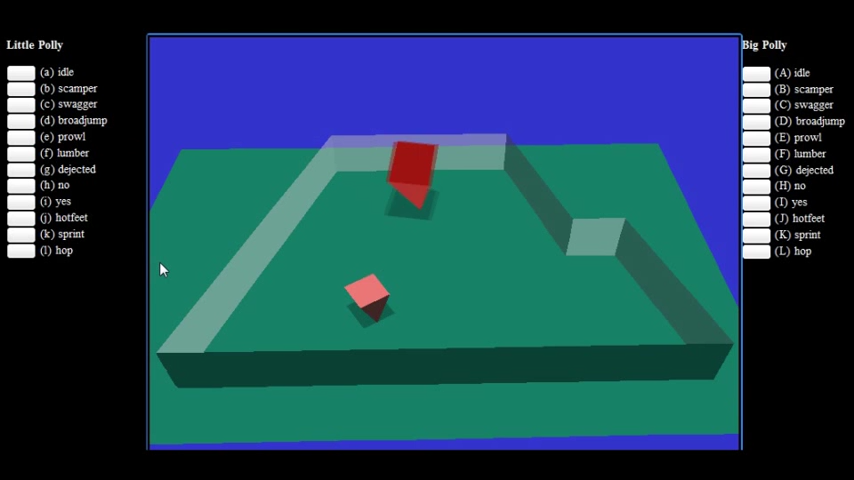 Little Polly
(a) idle
(b) scamper
(c) swagger
(d) broadjump
(e) prowl
(f) lumber
(g) dejected
(h) no
(i) yes
(j) hotfeet
(k) sprint
(l) hop
Big Polly
(A) idle
(B) scamper
(C) swagger
(D) broadjump
(E) prowl
(F) lumber
(G) dejected
(H) no
(I) yes
(J) hotfeet
(K) sprint
(L) hop